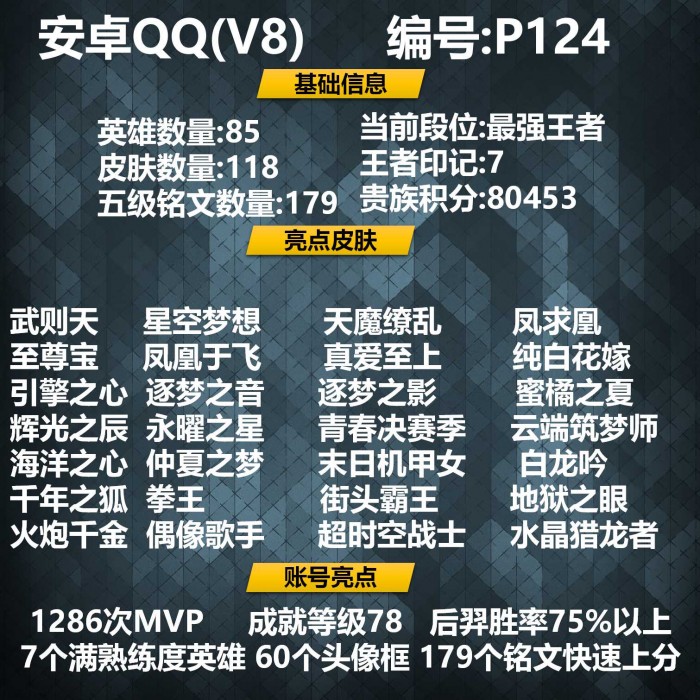 安卓QQ(V8) 编号:P124
基础信息
英雄数量:85 当前段位:最强王者
皮肤数量:118 王者印记:7
五级铭文数量:179 贵族积分:80453
亮点皮肤
武则天 星空梦想 天魔缭乱 凤求凰
至尊宝 凤凰于飞 真爱至上 纯白花嫁
引擎之心 逐梦之音 逐梦之影 蜜橘之夏
辉光之辰 永曜之星 青春决赛季 云端筑梦师
海洋之心 仲夏之梦 末日机甲女 白龙吟
千年之狐 拳王 街头霸王 地狱之眼
火炮千金 偶像歌手 超时空战士 水晶猎龙者
账号亮点
1286次MVP 成就等级78 后羿胜率75%以上
7个满熟练度英雄 60个头像框 179个铭文快速上分